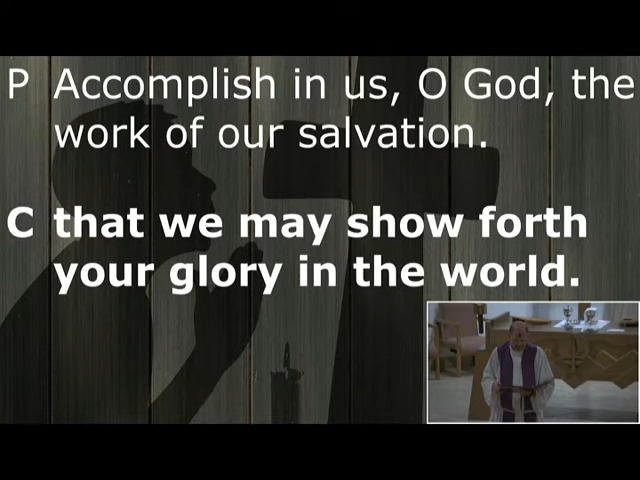 P Accomplish in us, O God, the
work of our salvation.
C that we may show forth
your glory in the world.